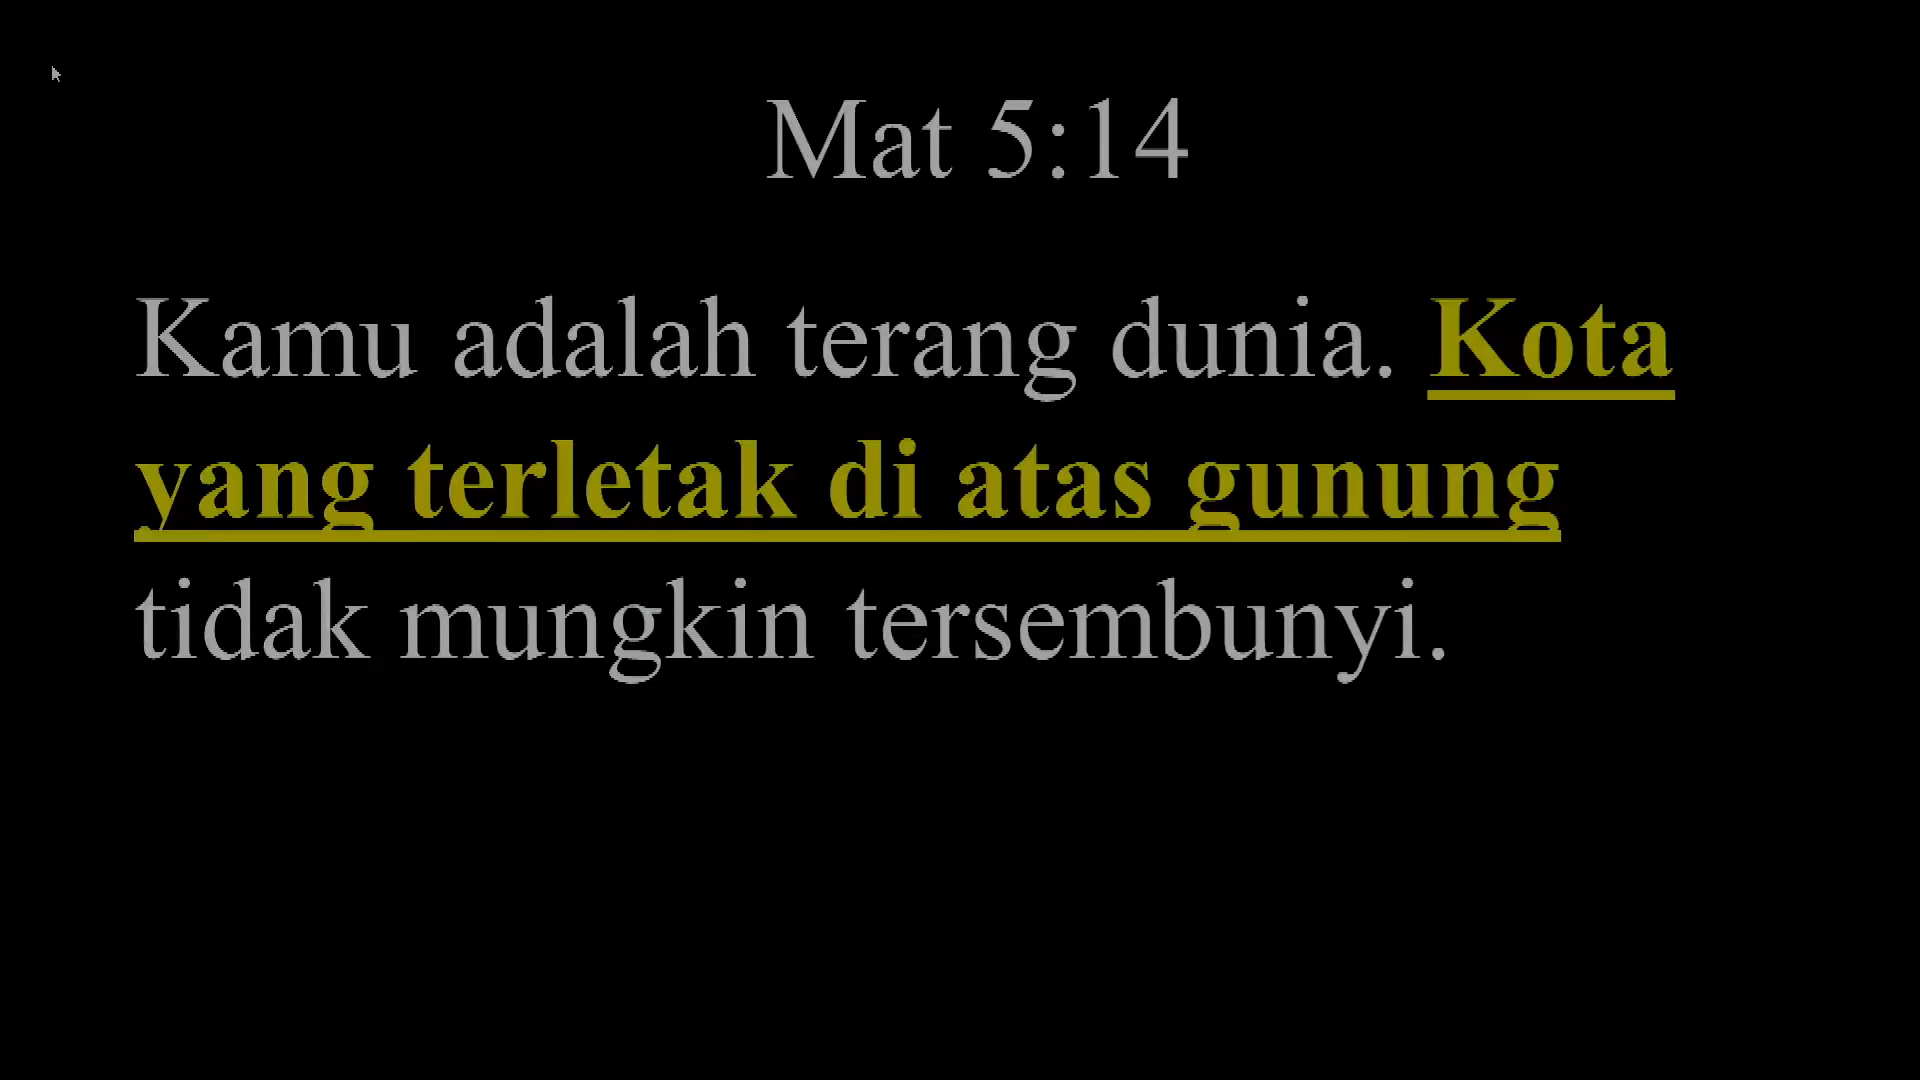 Mat 5:14
Kamu adalah terang dunia. Kota
yang terletak di atas gunung
tidak mungkin tersembunyi.